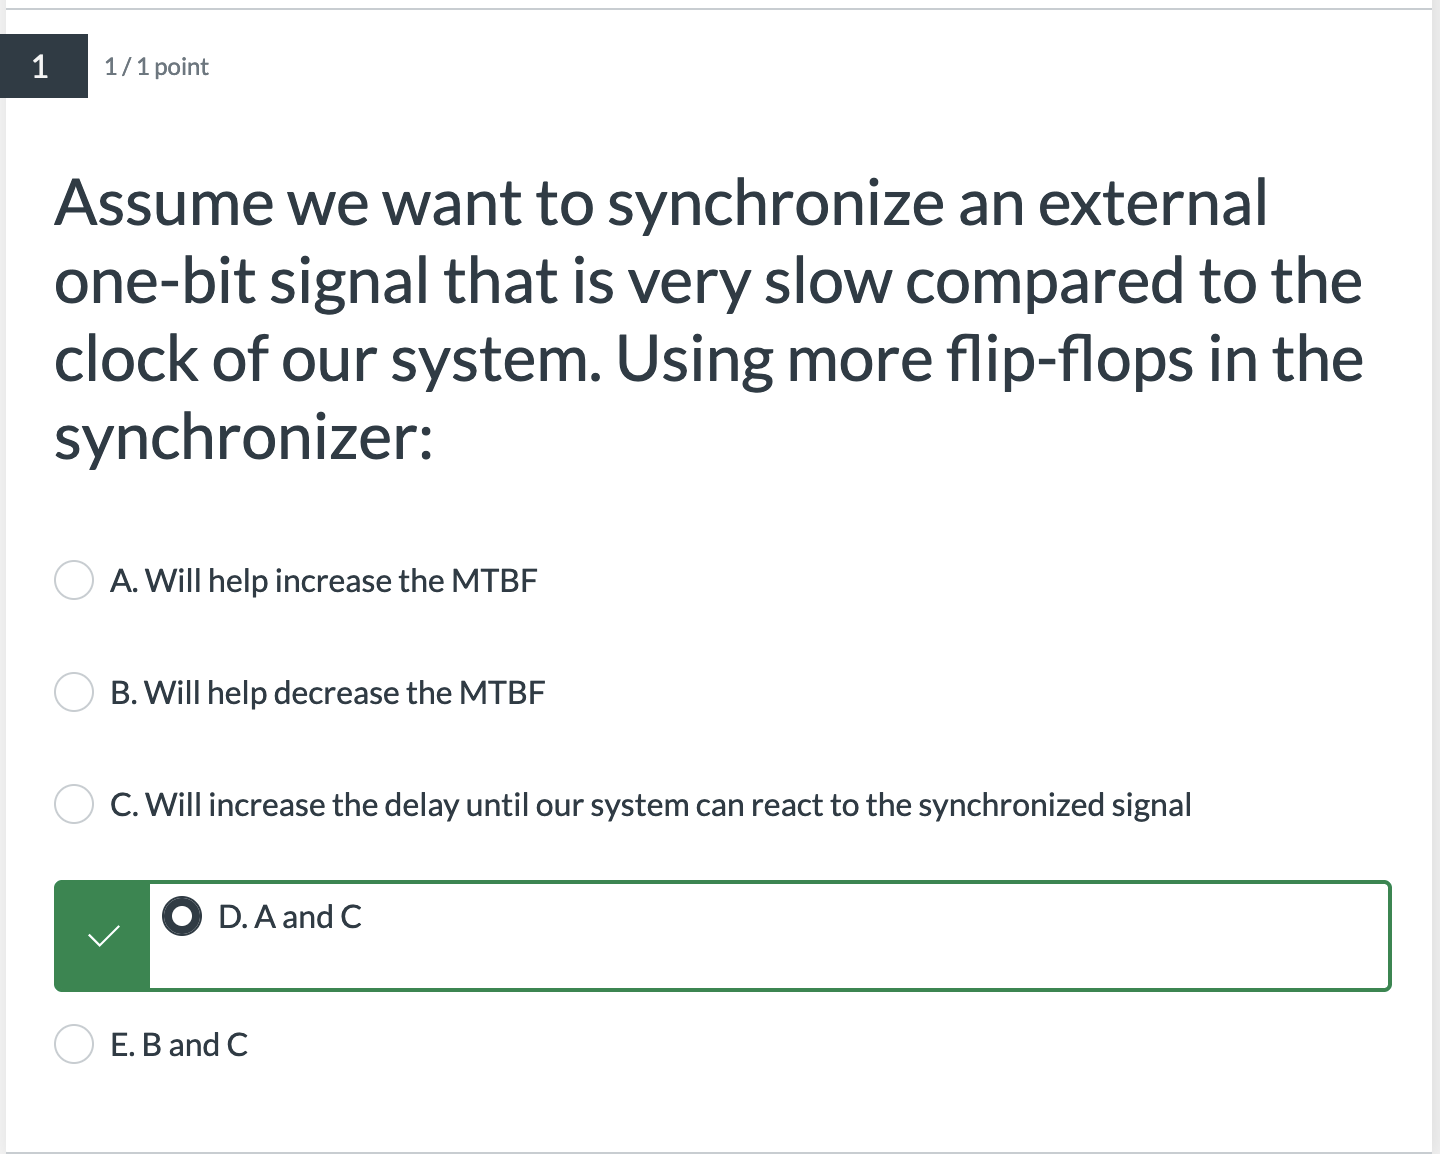 1
1 / 1 point
Assume we want to synchronize an external
one-bit signal that is very slow compared to the
clock of our system. Using more flip-flops in the
synchronizer:
A. Will help increase the MTBF
B. Will help decrease the MTBF
C. Will increase the delay until our system can react to the synchronized signal
D. A and C
E. B and C